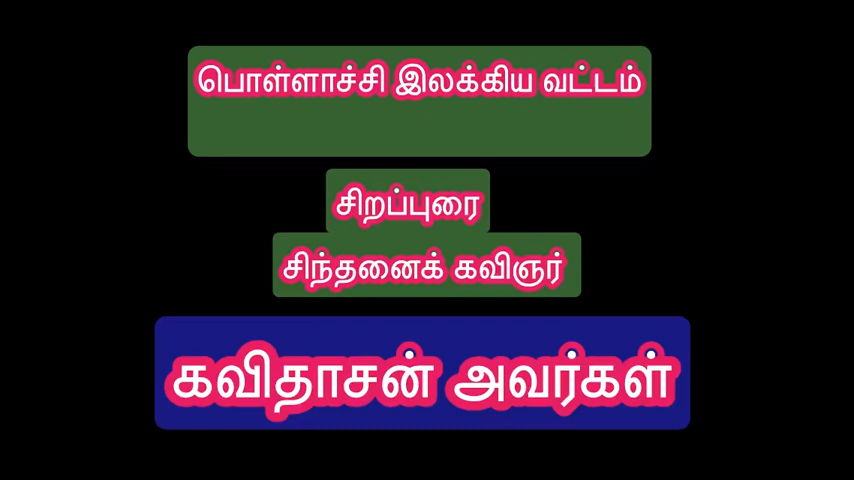 பொள்ளாச்சி இலக்கிய வட்டம்
சிறப்புரை
சிந்தனைக் கவிஞர்
கவிதாசன் அவர்கள்